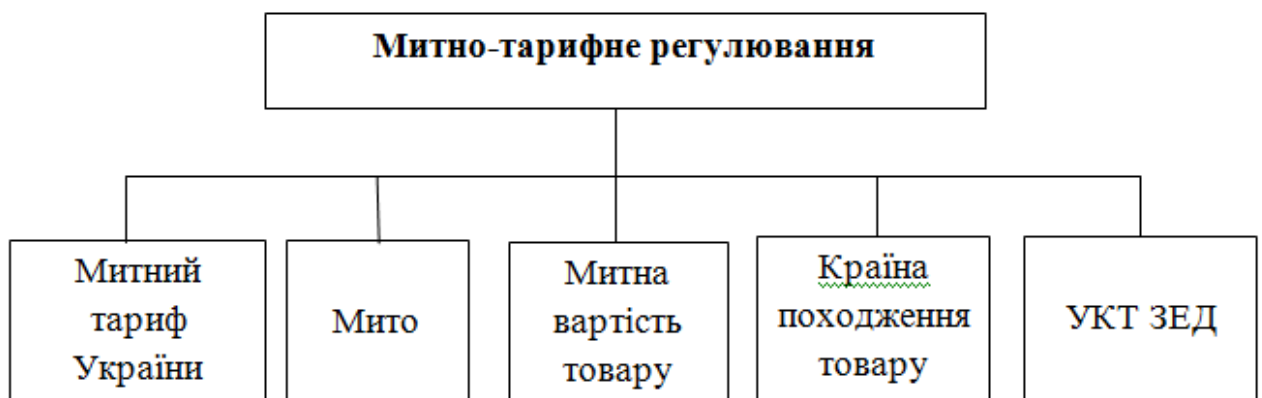 Митно-тарифне регулювання
Митний
тариф
України
Мито
Митна
вартість
товару
Країна
походження
товару
УКТ ЗЕД